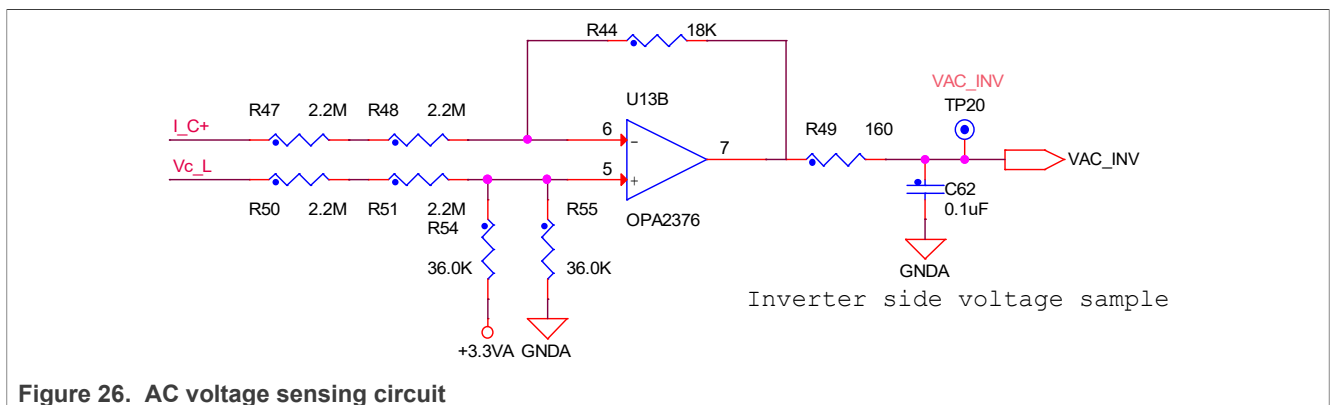 R44 18K
VAC_INV
TP20
R47 2.2M R48 2.2M
U13B
I_C+
6 -
7
R49 160
VAC_INV
Vc_L
5 +
R50 2.2M R51 2.2M
R54
R55
OPA2376
C62
0.1uF
36.0K 36.0K
GNDA
Inverter side voltage sample
+3.3VA GNDA
Figure 26. AC voltage sensing circuit